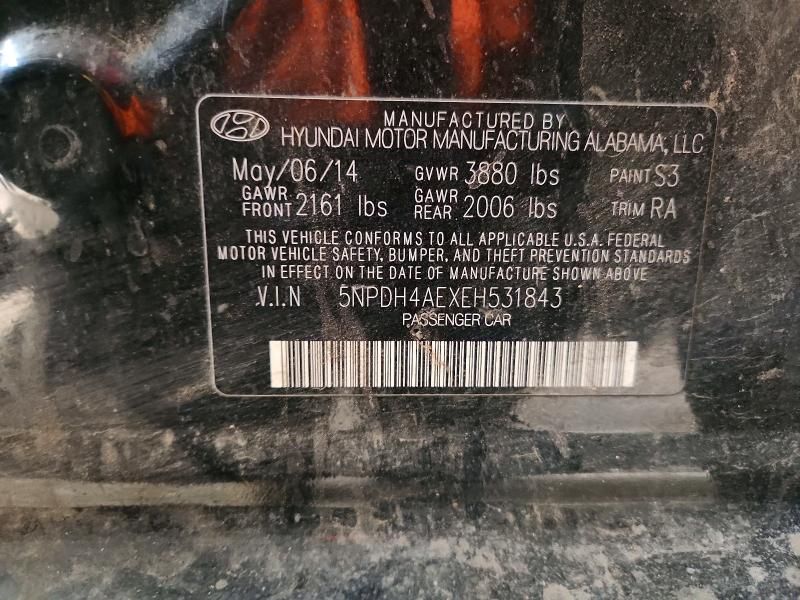 MANUFACTURED BY
HYUNDAI MOTOR MANUFACTURING ALABAMA, LLC
May/06/14 GVWR 3880 lbs PAINT S3
GAWR FRONT 2161 lbs GAWR REAR 2006 lbs TRIM RA
THIS VEHICLE CONFORMS TO ALL APPLICABLE U.S.A. FEDERAL
MOTOR VEHICLE SAFETY, BUMPER, AND THEFT PREVENTION STANDARDS
IN EFFECT ON THE DATE OF MANUFACTURE SHOWN ABOVE
V.I.N 5NPDH4AEXEH531843
PASSENGER CAR